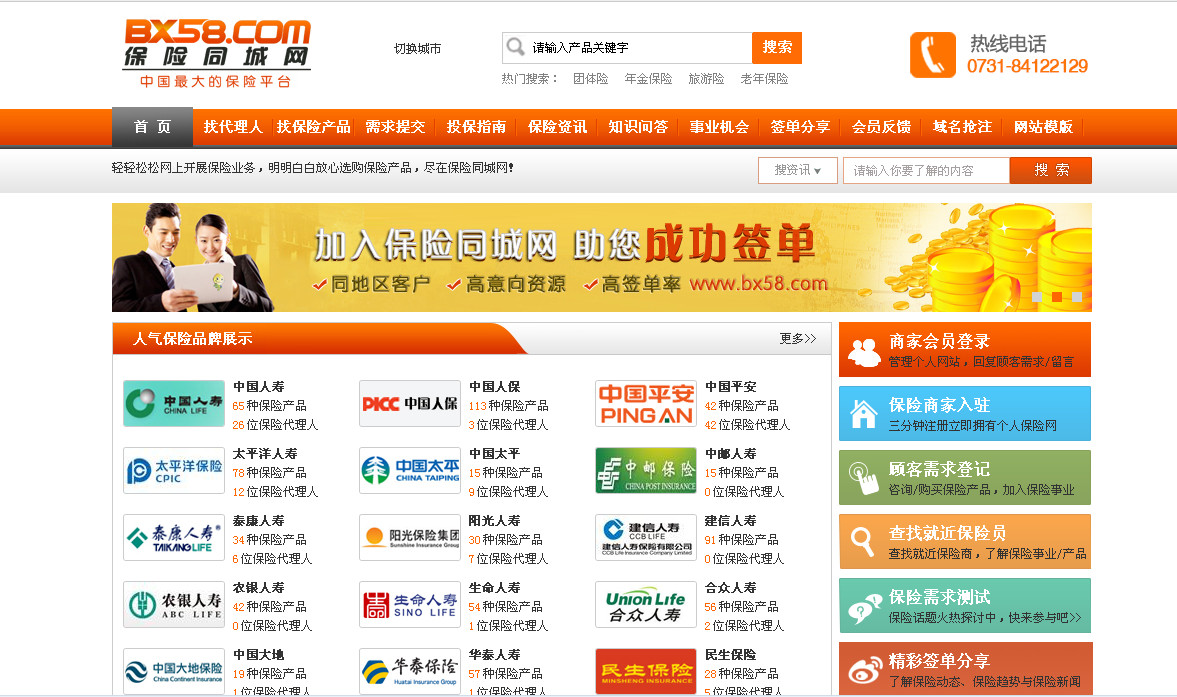 BX58.COM
保险同城网
中国最大的保险平台
切换城市
请输入产品关键字
搜索
热门搜索： 团体险 年金保险 旅游险 老年保险
热线电话
0731-84122129
首 页 找代理人 找保险产品 需求提交 投保指南 保险资讯 知识问答 事业机会 签单分享 会员反馈 域名抢注 网站模版
轻轻松松网上开展保险业务，明明白白放心选购保险产品，尽在保险同城网！
搜资讯
请输入你要了解的内容
搜 索
加入保险同城网 助您成功签单
同地区客户 高意向资源 高签单率 www.bx58.com
人气保险品牌展示
更多>>
中国人寿
CHINA LIFE
中国人寿
65种保险产品
26位保险代理人
PICC 中国人保
中国人保
113种保险产品
3位保险代理人
中国平安
PING AN
中国平安
42种保险产品
42位保险代理人
太平洋保险
CPIC
太平洋人寿
78种保险产品
12位保险代理人
中国太平
CHINA TAIPING
中国太平
15种保险产品
9位保险代理人
中邮保险
CHINA POST INSURANCE
中邮人寿
15种保险产品
0位保险代理人
泰康人寿
TAIKANG LIFE
泰康人寿
34种保险产品
6位保险代理人
阳光保险集团
Sunshine Insurance Group
阳光人寿
30种保险产品
7位保险代理人
建信人寿
CCB LIFE
建信人寿保险有限公司
CCB Life Insurance Company Limited
建信人寿
91种保险产品
0位保险代理人
农银人寿
ABC LIFE
农银人寿
42种保险产品
0位保险代理人
生命人寿
SINO LIFE
生命人寿
54种保险产品
1位保险代理人
Union Life
合众人寿
合众人寿
56种保险产品
2位保险代理人
中国大地保险
China Continent Insurance
中国大地
19种保险产品
1位保险代理人
华泰保险
Huatai Insurance Group
华泰人寿
57种保险产品
1位保险代理人
民生保险
MINSHENG INSURANCE
民生保险
28种保险产品
5位保险代理人
商家会员登录
管理个人网站，回复顾客需求/留言
保险商家入驻
三分钟注册立即拥有个人保险网
顾客需求登记
咨询/购买保险产品，加入保险事业
查找就近保险员
查找就近保险商，了解保险事业/产品
保险需求测试
保险话题火热探讨中，快来参与吧>>
精彩签单分享
了解保险动态、保险趋势与保险新闻